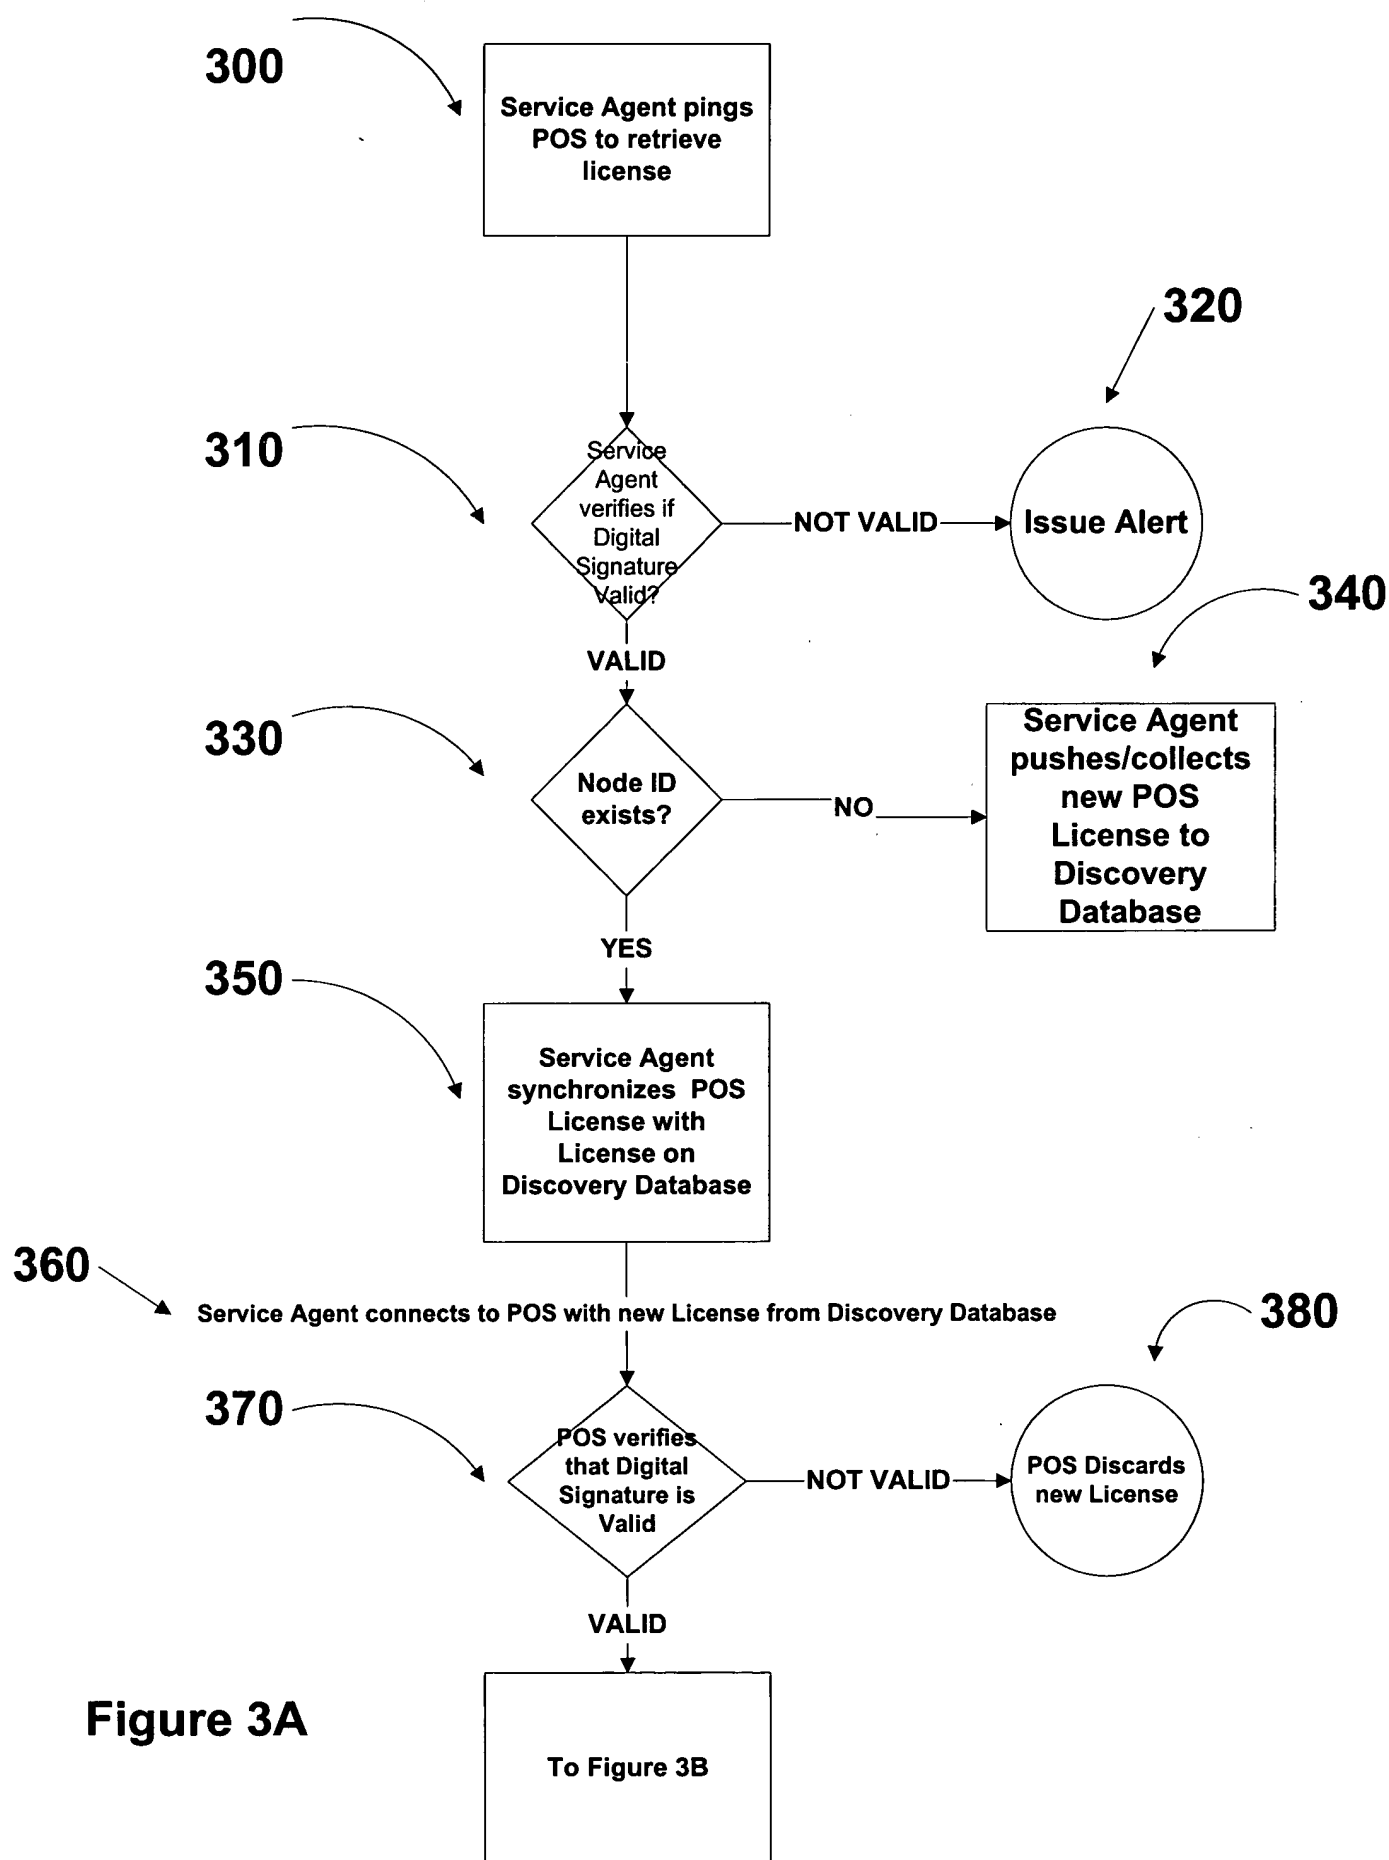 300
Service Agent pings
POS to retrieve
license
320
310
Service
Agent
verifies if
Digital
Signature
Valid?
NOT VALID
Issue Alert
340
VALID
330
Node ID
exists?
NO
Service Agent
pushes/collects
new POS
License to
Discovery
Database
YES
350
Service Agent
synchronizes POS
License with
License on
Discovery Database
360
Service Agent connects to POS with new License from Discovery Database
380
370
POS verifies
that Digital
Signature is
Valid
NOT VALID
POS Discards
new License
VALID
Figure 3A
To Figure 3B